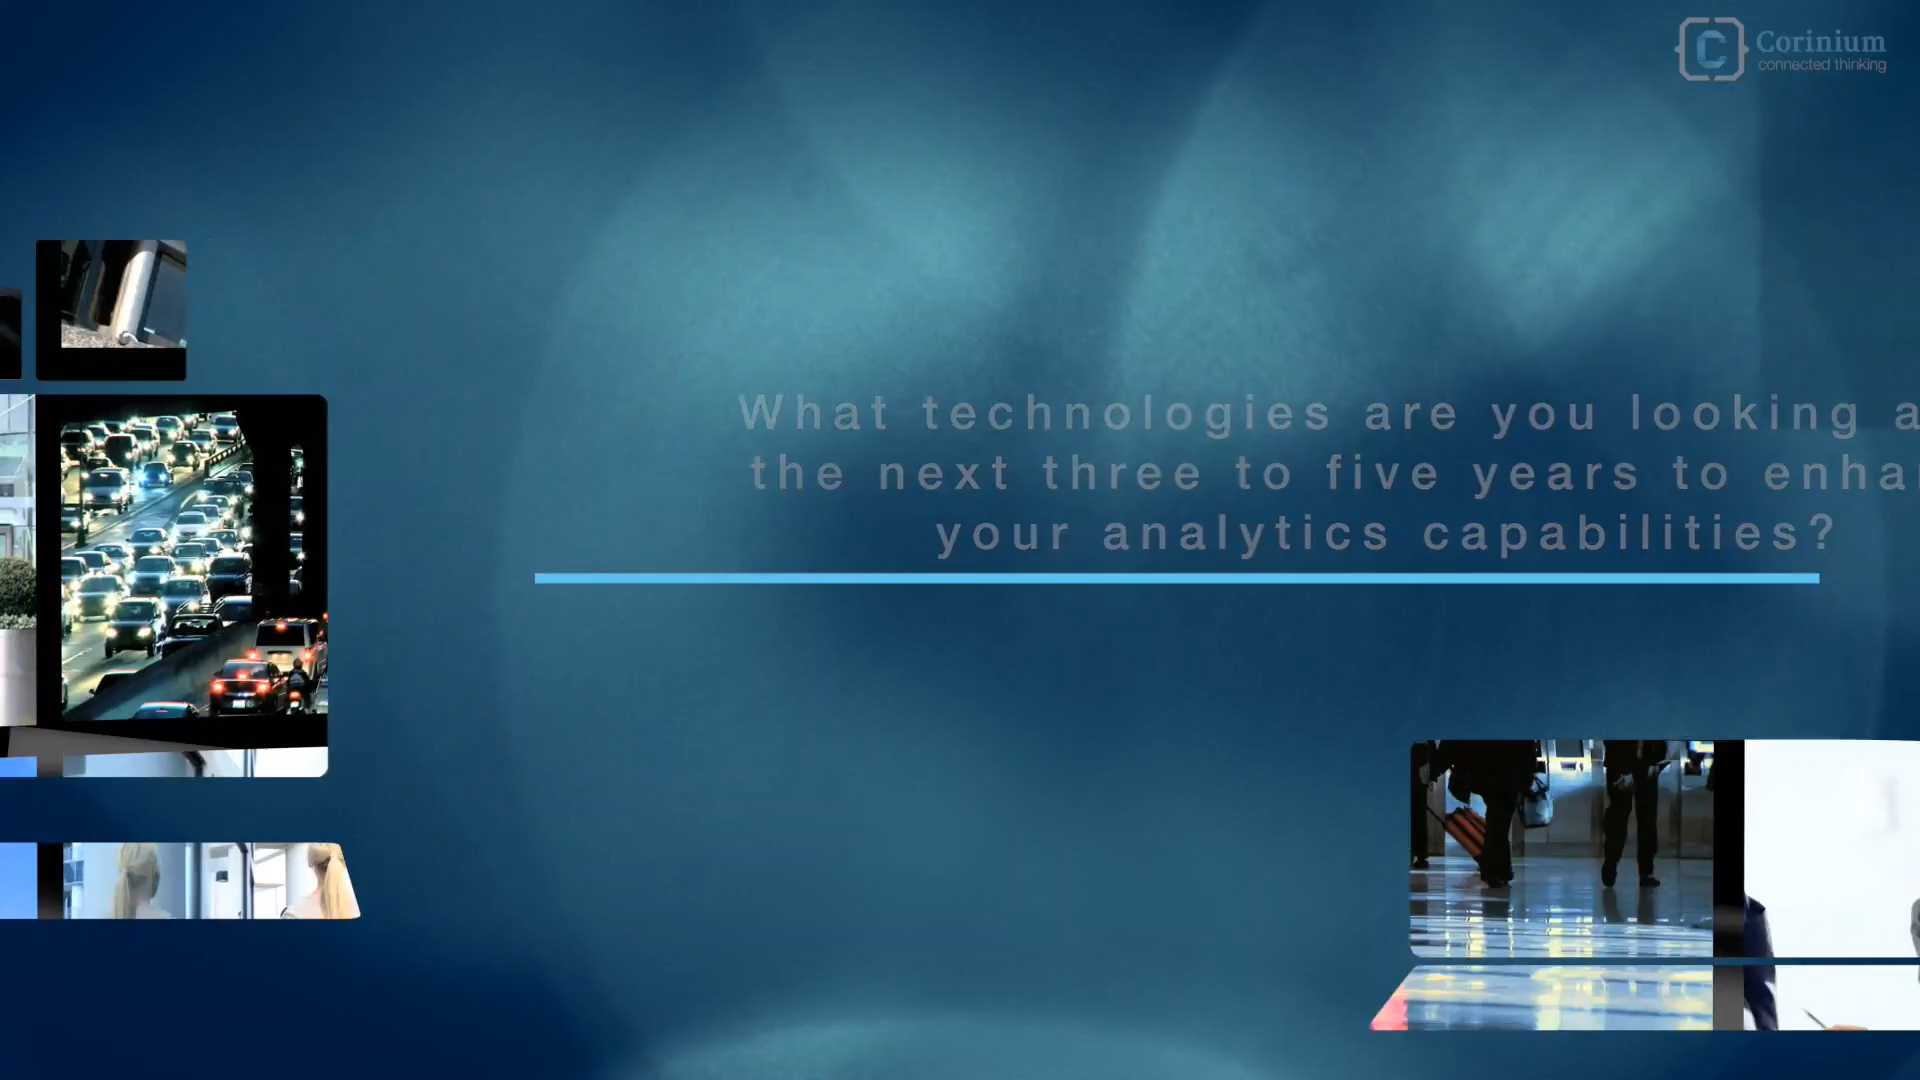 Corinium
connected thinking
What technologies are you looking
the next three to five years to
your analytics capabilities?